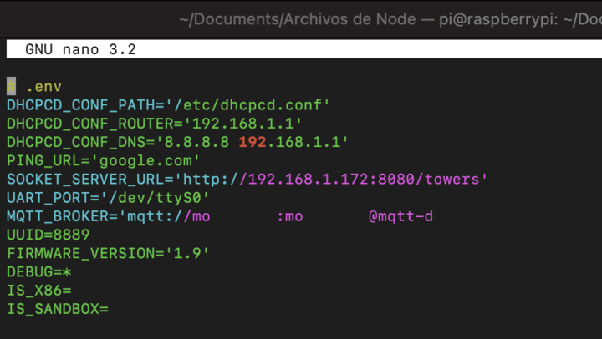 ~/Documents/Archivos de Node — pi@raspberrypi: ~/Doc
GNU nano 3.2
# .env
DHCPCD_CONF_PATH='/etc/dhcpcd.conf'
DHCPCD_CONF_ROUTER='192.168.1.1'
DHCPCD_CONF_DNS='8.8.8.8 192.168.1.1'
PING_URL='google.com'
SOCKET_SERVER_URL='http://192.168.1.172:8080/towers'
UART_PORT='/dev/ttyS0'
MQTT_BROKER='mqtt://mo :mo @mqtt-d
UUID=8889
FIRMWARE_VERSION='1.9'
DEBUG=*
IS_X86=
IS_SANDBOX=